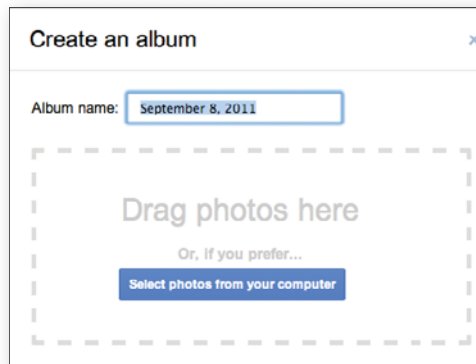 Create an album
×
Album name: September 8, 2011
Drag photos here
Or, if you prefer...
Select photos from your computer